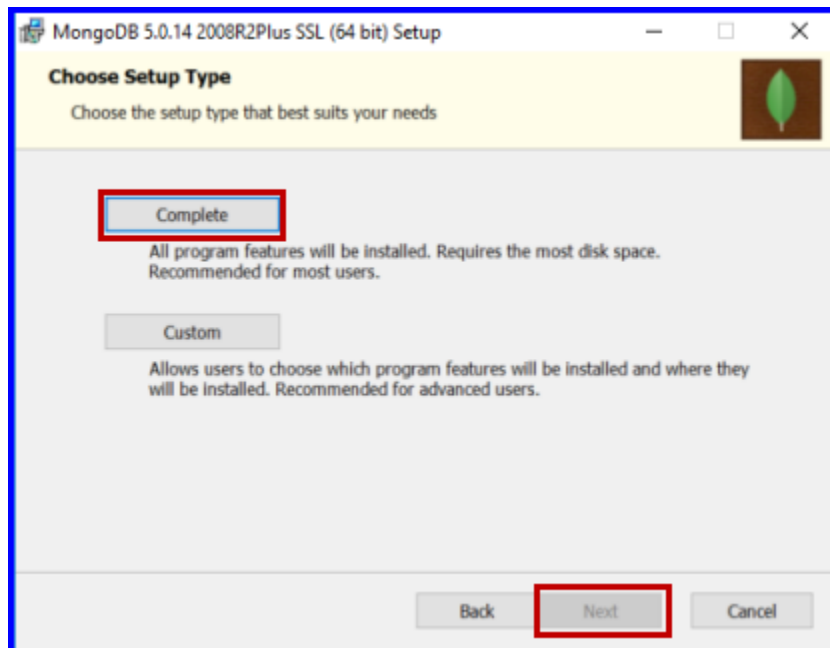 MongoDB 5.0.14 2008R2Plus SSL (64 bit) Setup
Choose Setup Type
Choose the setup type that best suits your needs
Complete
All program features will be installed. Requires the most disk space.
Recommended for most users.
Custom
Allows users to choose which program features will be installed and where they
will be installed. Recommended for advanced users.
Back Next Cancel